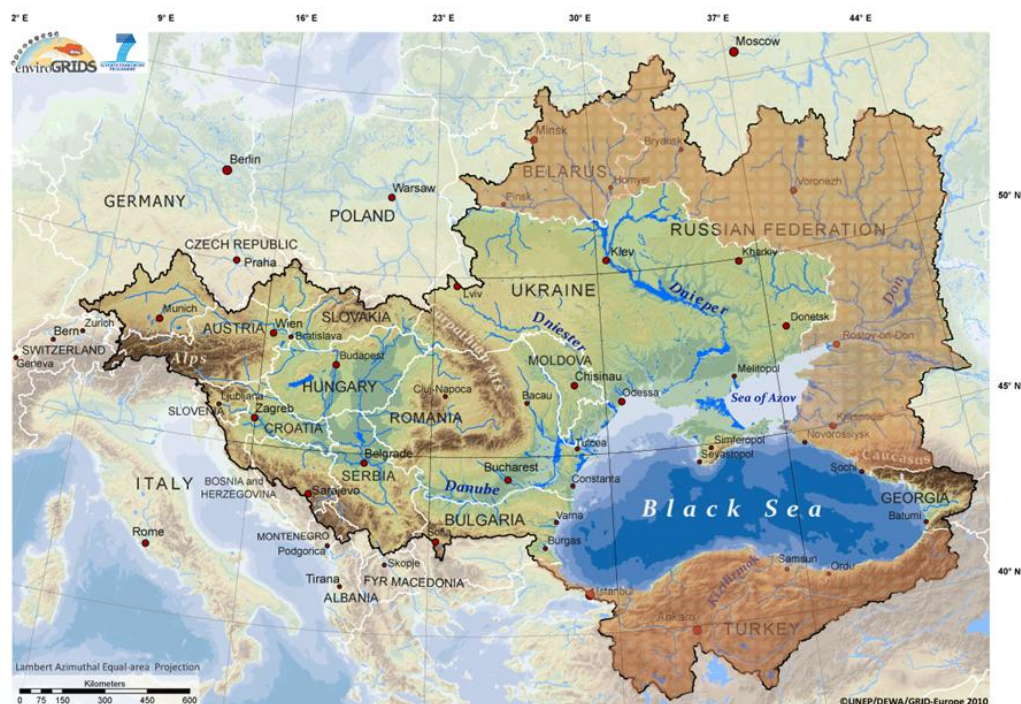 2° E 9° E 16° E 23° E 30° E 37° E 44° E
enviroGRIDS
7
SEVENTH FRAMEWORK
PROGRAMME
Moscow
Minsk
Bryansk
Berlin
BELARUS
Homyel
Voronezh
Warsaw
Pinsk
50° N
GERMANY
POLAND
RUSSIAN FEDERATION
CZECH REPUBLIC
Praha
Kiev
Kharkiv
Lviv
UKRAINE
Dnieper
Don
Munich
SLOVAKIA
Dniester
Donetsk
Zurich
AUSTRIA
Wien
Bratislava
Carpathian Mts
Rostov-on-Don
Bern
SWITZERLAND
Geneva
Alps
Budapest
MOLDOVA
Chisinau
Melitopol
HUNGARY
Cluj-Napoca
Bacau
Odessa
Sea of Azov
Ljubljana
SLOVENIA
Zagreb
CROATIA
ROMANIA
Krasnodar
Tulcea
Simferopol
Novorossiysk
Sevastopol
Caucasus
Belgrade
SERBIA
Bucharest
Constanta
Sochi
ITALY
BOSNIA and
HERZEGOVINA
Sarajevo
Danube
Black Sea
GEORGIA
Batumi
BULGARIA
Varna
Rome
MONTENEGRO
Podgorica
Sofia
Burgas
40° N
Skopje
Samsun
Ordu
Tirana
FYR MACEDONIA
ALBANIA
Istanbul
Kizilirmak
Ankara
TURKEY
Lambert Azimuthal Equal-area Projection
Kilometers
0 75 150 300 450 600
©UNEP/DEWA/GRID-Europe 2010